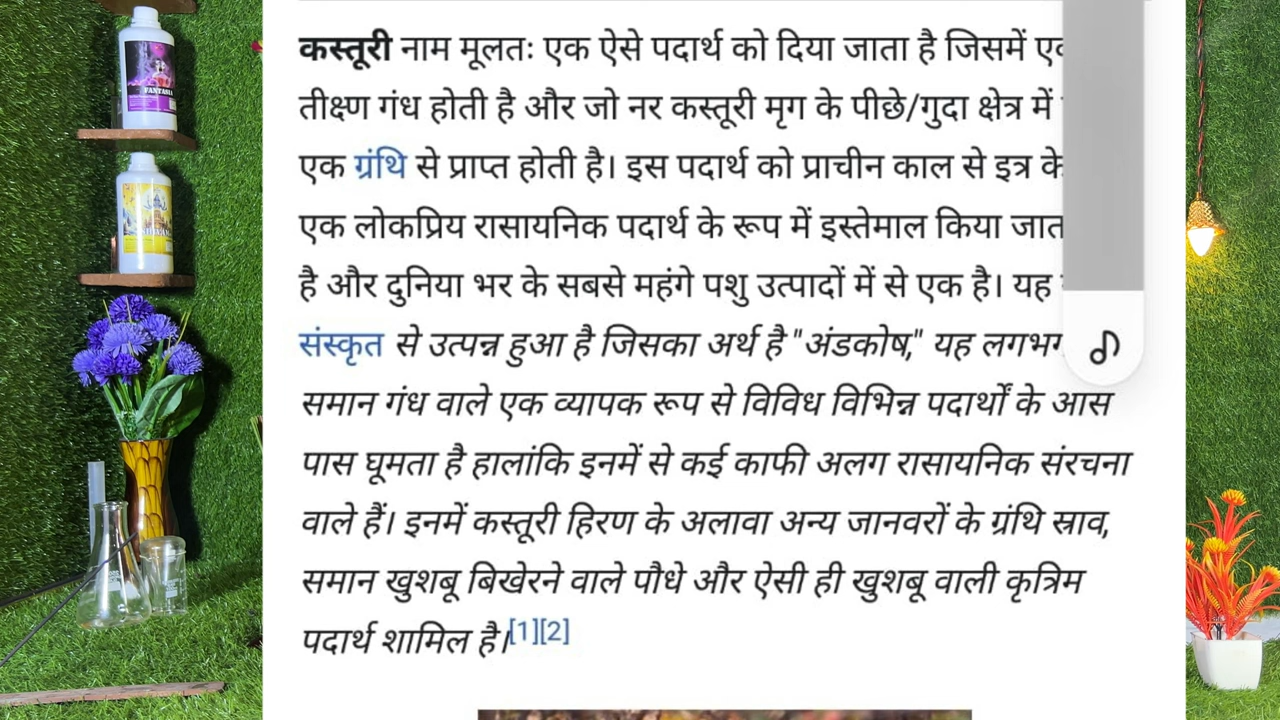 FANTASIA
कस्तूरी नाम मूलतः एक ऐसे पदार्थ को दिया जाता है जिसमें
तीक्ष्ण गंध होती है और जो नर कस्तूरी मृग के पीछे/गुदा क्षेत्र में
एक ग्रंथि से प्राप्त होती है। इस पदार्थ को प्राचीन काल से इत्र के
एक लोकप्रिय रासायनिक पदार्थ के रूप में इस्तेमाल किया
है और दुनिया भर के सबसे महंगे पशु उत्पादों में से एक है। यह
संस्कृत से उत्पन्न हुआ है जिसका अर्थ है "अंडकोष," यह
समान गंध वाले एक व्यापक रूप से विविध विभिन्न पदार्थों के आस
पास घूमता है हालांकि इनमें से कई काफी अलग रासायनिक संरचना
वाले हैं। इनमें कस्तूरी हिरण के अलावा अन्य जानवरों के ग्रंथि स्राव,
समान खुशबू बिखेरने वाले पौधे और ऐसी ही खुशबू वाली कृत्रिम
पदार्थ शामिल है।[1][2]